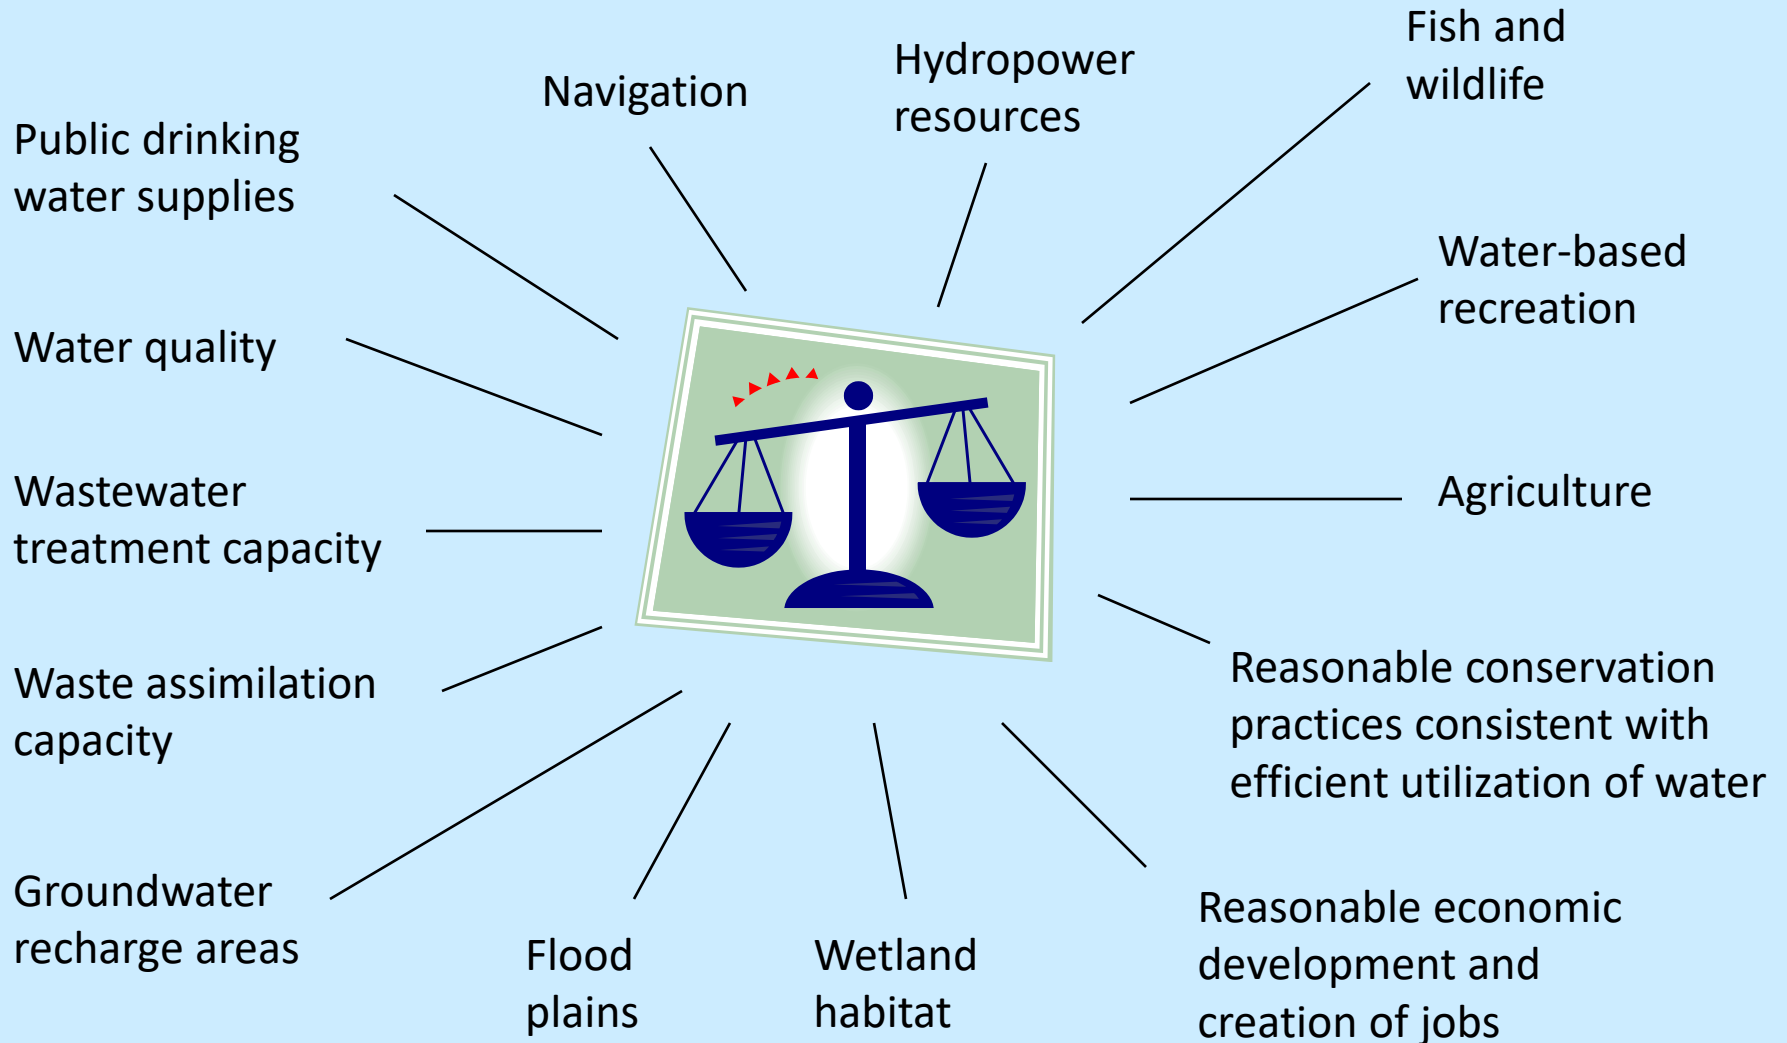 Navigation
Hydropower
resources
Fish and
wildlife
Public drinking
water supplies
Water-based
recreation
Water quality
Wastewater
treatment capacity
Agriculture
Waste assimilation
capacity
Reasonable conservation
practices consistent with
efficient utilization of water
Groundwater
recharge areas
Flood
plains
Wetland
habitat
Reasonable economic
development and
creation of jobs